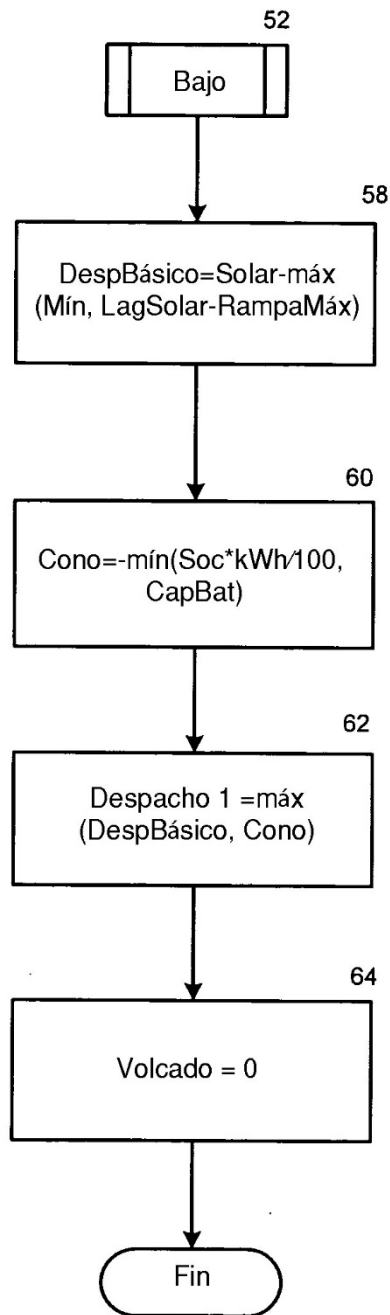 52
Bajo
58
DespBásico=Solar-máx
(Mín, LagSolar-RampaMáx)
60
Cono=-mín(Soc*kWh/100,
CapBat)
62
Despacho 1 =máx
(DespBásico, Cono)
64
Volcado = 0
Fin